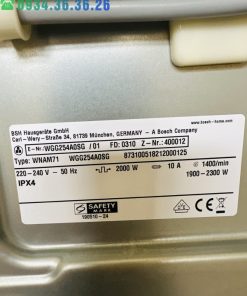 0934.36.36.26
BSH Hausgeräte GmbH
www.bosch-home.com
Carl-Wery-Straße 34, 81739 München, GERMANY - A Bosch Company
E-Nr.: WGG254A0SG / 01 FD: 0310 Z-Nr.: 400012
Type: WNAM71 WGG254A0SG 873100518212000125
220-240 V ~ 50 Hz 2000 W 10 A 1400/min
1900-2300 W
IPX4
SAFETY
MARK
190910-24